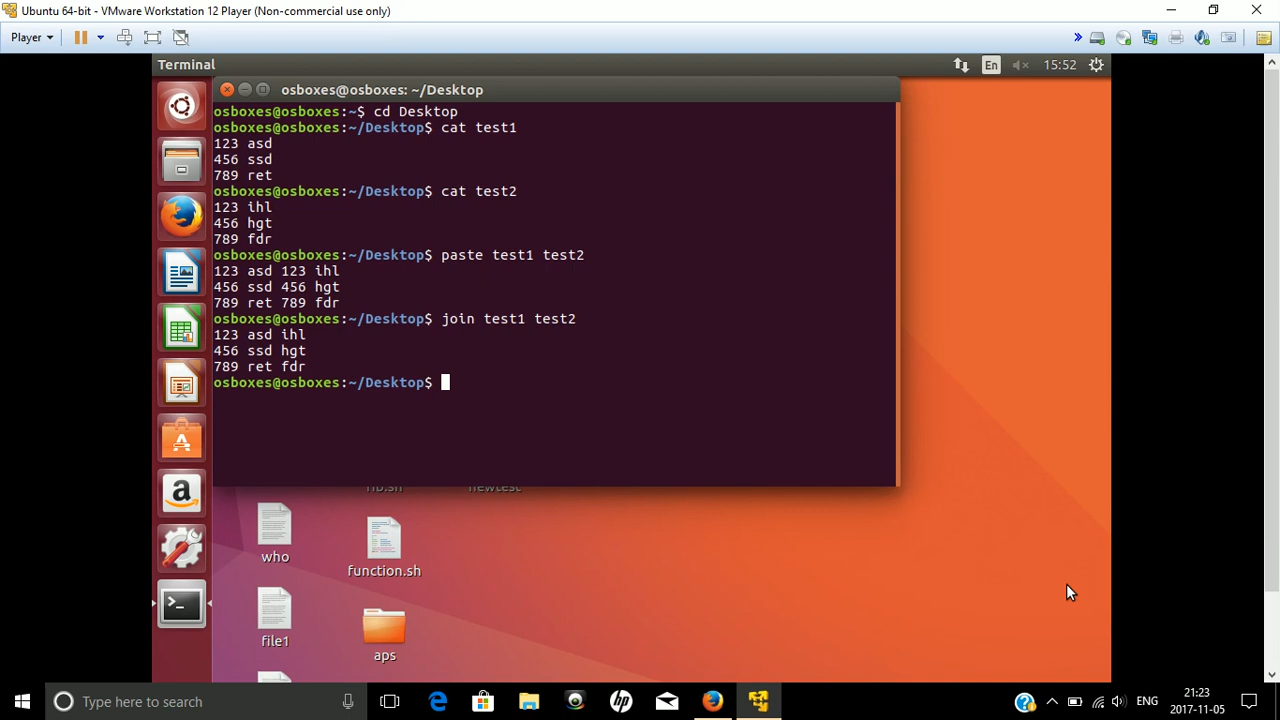 Ubuntu 64-bit - VMware Workstation 12 Player (Non-commercial use only)
Player
Terminal
En
15:52
osboxes@osboxes: ~/Desktop
osboxes@osboxes:~$ cd Desktop
osboxes@osboxes:~/Desktop$ cat test1
123 asd
456 ssd
789 ret
osboxes@osboxes:~/Desktop$ cat test2
123 ihl
456 hgt
789 fdr
osboxes@osboxes:~/Desktop$ paste test1 test2
123 asd 123 ihl
456 ssd 456 hgt
789 ret 789 fdr
osboxes@osboxes:~/Desktop$ join test1 test2
123 asd ihl
456 ssd hgt
789 ret fdr
osboxes@osboxes:~/Desktop$
newtest
who
function.sh
file1
aps
Type here to search
ENG
21:23
2017-11-05